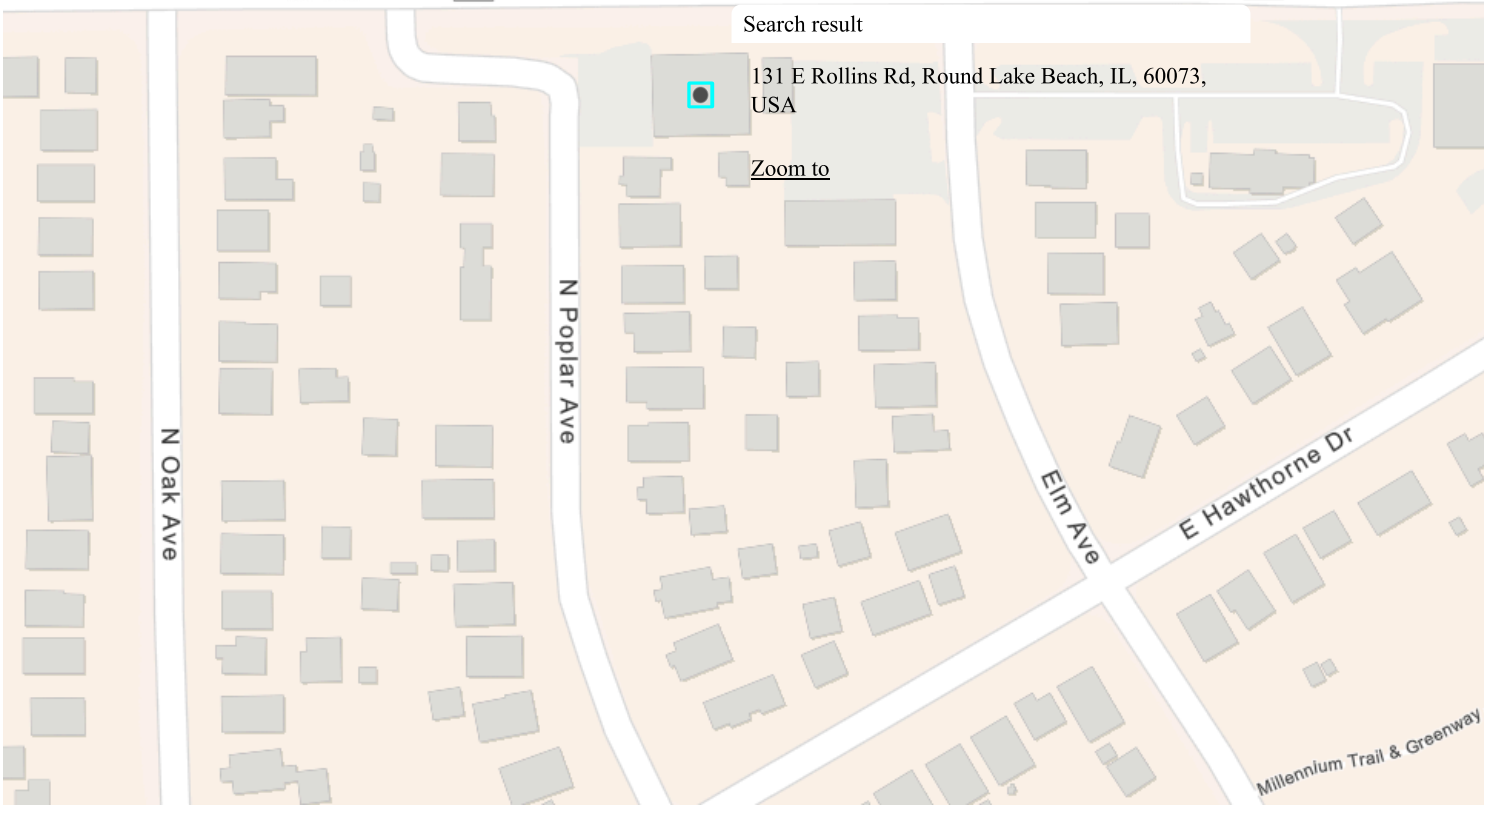 Search result
131 E Rollins Rd, Round Lake Beach, IL, 60073,
USA
Zoom to
N Poplar Ave
N Oak Ave
Elm Ave
E Hawthorne Dr
Millennium Trail & Greenway